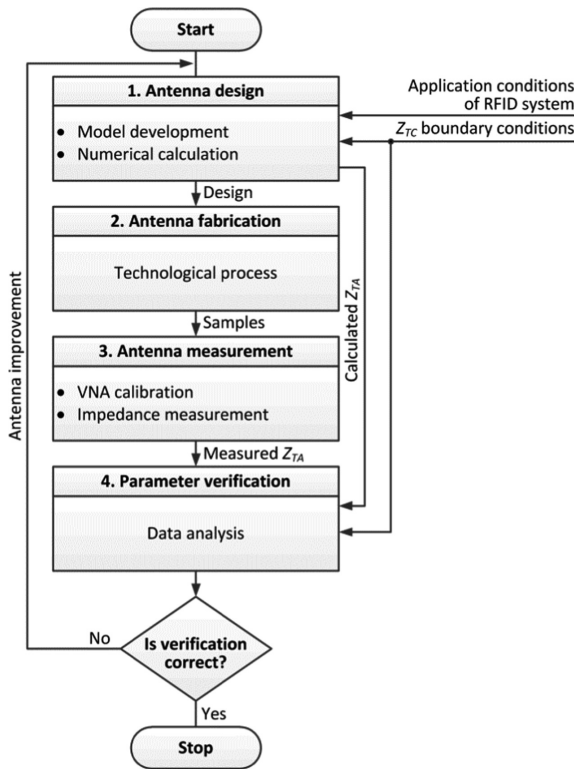 Start
Application conditions
of RFID system
Z_TC boundary conditions
1. Antenna design
• Model development
• Numerical calculation
Design
2. Antenna fabrication
Technological process
Samples
3. Antenna measurement
• VNA calibration
• Impedance measurement
Measured Z_TA
4. Parameter verification
Data analysis
Calculated Z_TA
Antenna improvement
Is verification
correct?
No
Yes
Stop